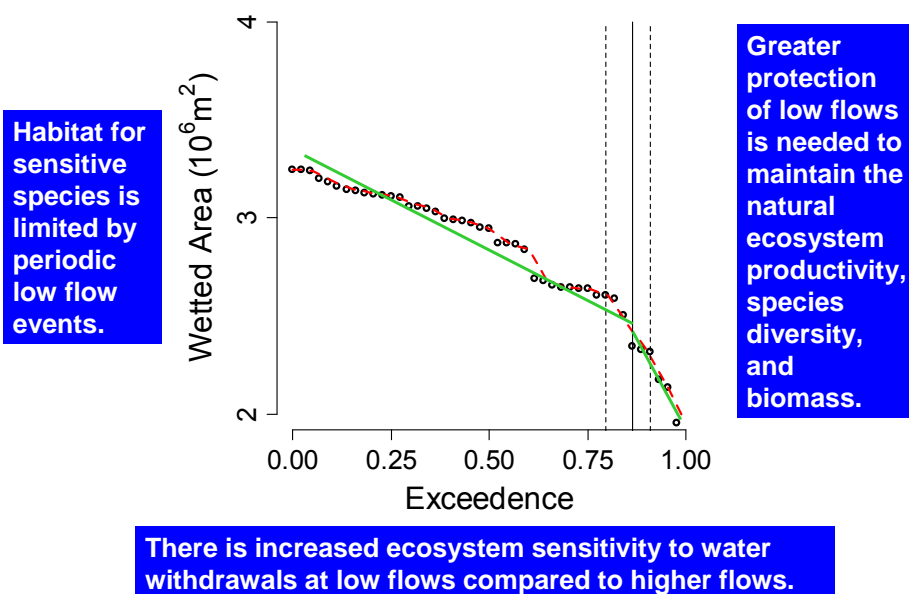 Habitat for
sensitive
species is
limited by
periodic
low flow
events.
Wetted Area (10^6m^2)
4
3
2
0.00 0.25 0.50 0.75 1.00
Exceedence
Greater
protection
of low flows
is needed to
maintain the
natural
ecosystem
productivity,
species
diversity,
and
biomass.
There is increased ecosystem sensitivity to water
withdrawals at low flows compared to higher flows.